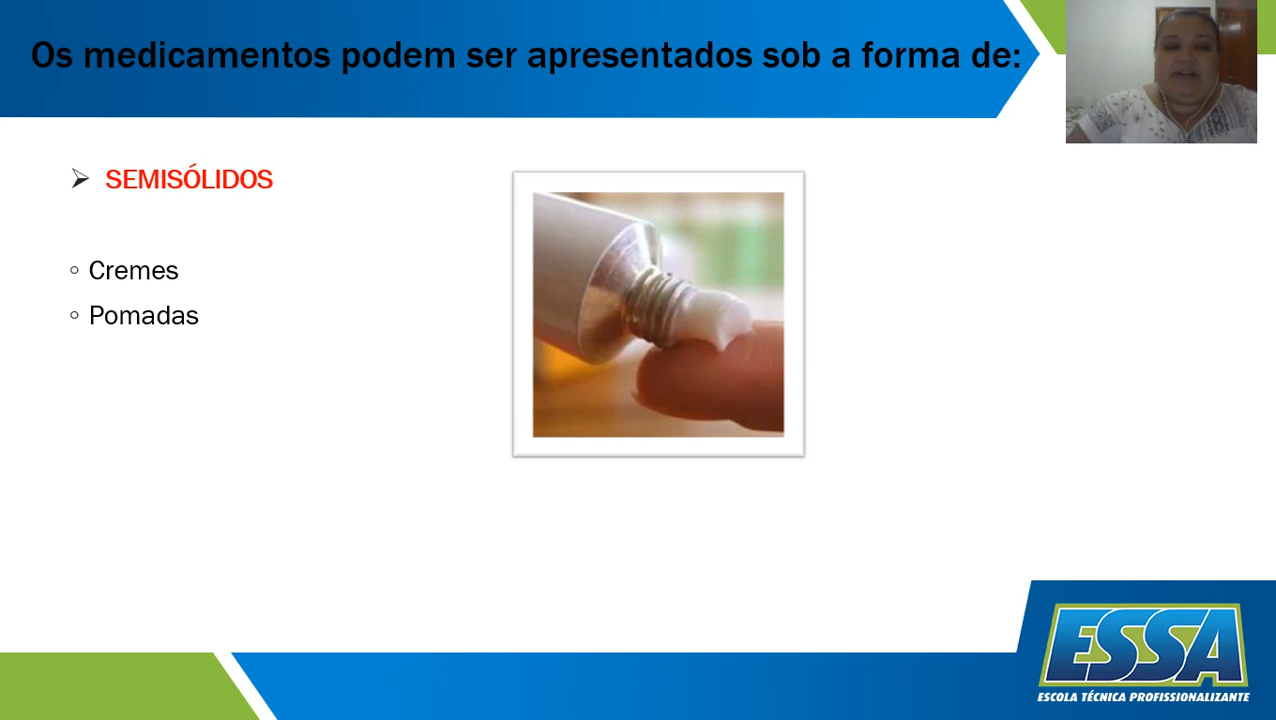 Os medicamentos podem ser apresentados sob a forma de:
SEMISÓLIDOS
Cremes
Pomadas
ESSA
ESCOLA TÉCNICA PROFISSIONALIZANTE